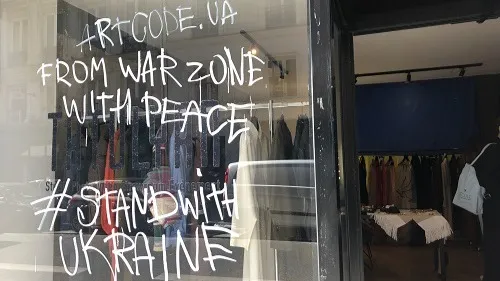 ARTCODE.UA
FROM WAR ZONE
WITH PEACE
#STANDWITH
UKRAINE